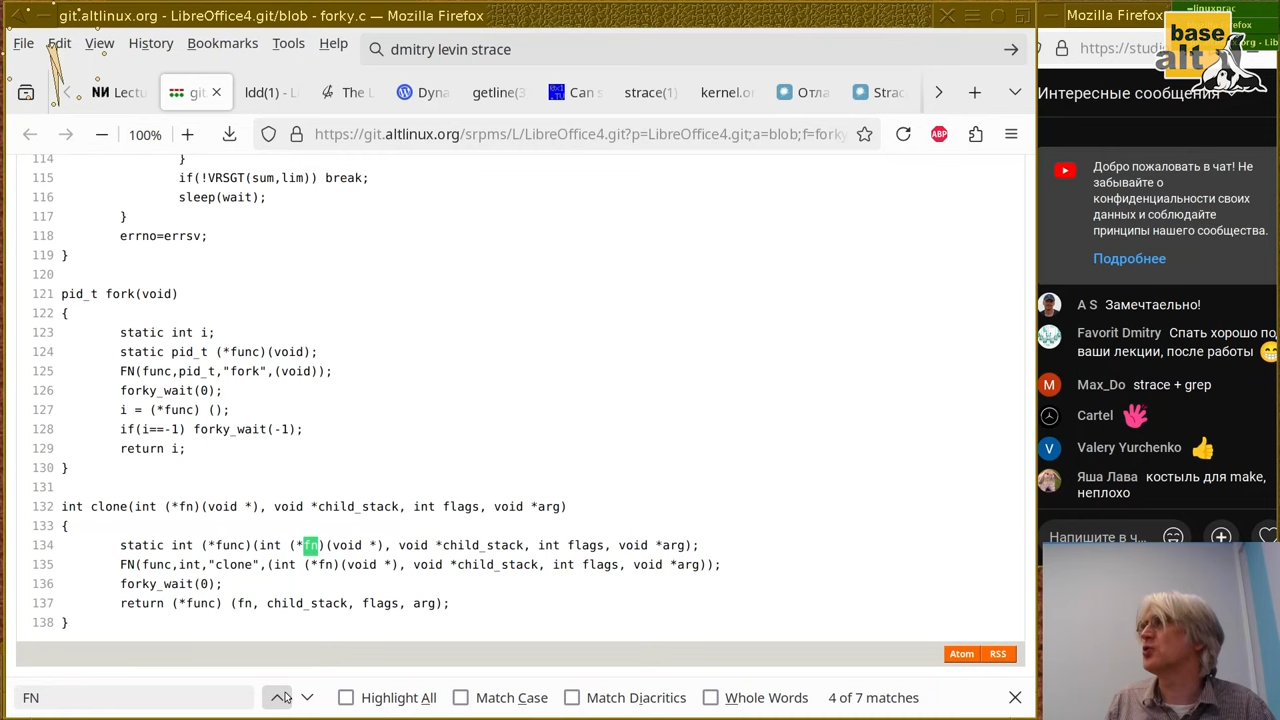 git.altlinux.org - LibreOffice4.git/blob - forky.c — Mozilla Firefox
Mozilla Firefox
linuxprac
base
alt
File Edit View History Bookmarks Tools Help
dmitry levin strace
Lectu
git
ldd(1) - Li
The L
Dyna
getline(3
Can s
strace(1)
kernel.or
Отла
Strac
100%
https://git.altlinux.org/srpms/L/LibreOffice4.git?p=LibreOffice4.git;a=blob;f=forky
https://studi
114 }
115 if(!VRSGT(sum,lim)) break;
116 sleep(wait);
117 }
118 errno=errsv;
119 }
120
121 pid_t fork(void)
122 {
123 static int i;
124 static pid_t (*func)(void);
125 FN(func,pid_t,"fork",(void));
126 forky_wait(0);
127 i = (*func) ();
128 if(i==-1) forky_wait(-1);
129 return i;
130 }
131
132 int clone(int (*fn)(void *), void *child_stack, int flags, void *arg)
133 {
134 static int (*func)(int (*fn)(void *), void *child_stack, int flags, void *arg);
135 FN(func,int,"clone",(int (*fn)(void *), void *child_stack, int flags, void *arg));
136 forky_wait(0);
137 return (*func) (fn, child_stack, flags, arg);
138 }
Atom RSS
FN
Highlight All
Match Case
Match Diacritics
Whole Words
4 of 7 matches
Интересные сообщения
Добро пожаловать в чат! Не
забывайте о
конфиденциальности своих
данных и соблюдайте
принципы нашего сообщества.
Подробнее
A S Замечтаельно!
Favorit Dmitry Спать хорошо по
ваши лекции, после работы
Max_Do strace + grep
Cartel
Valery Yurchenko
Яша Лава костыль для make,
неплохо
Напишите в ч...